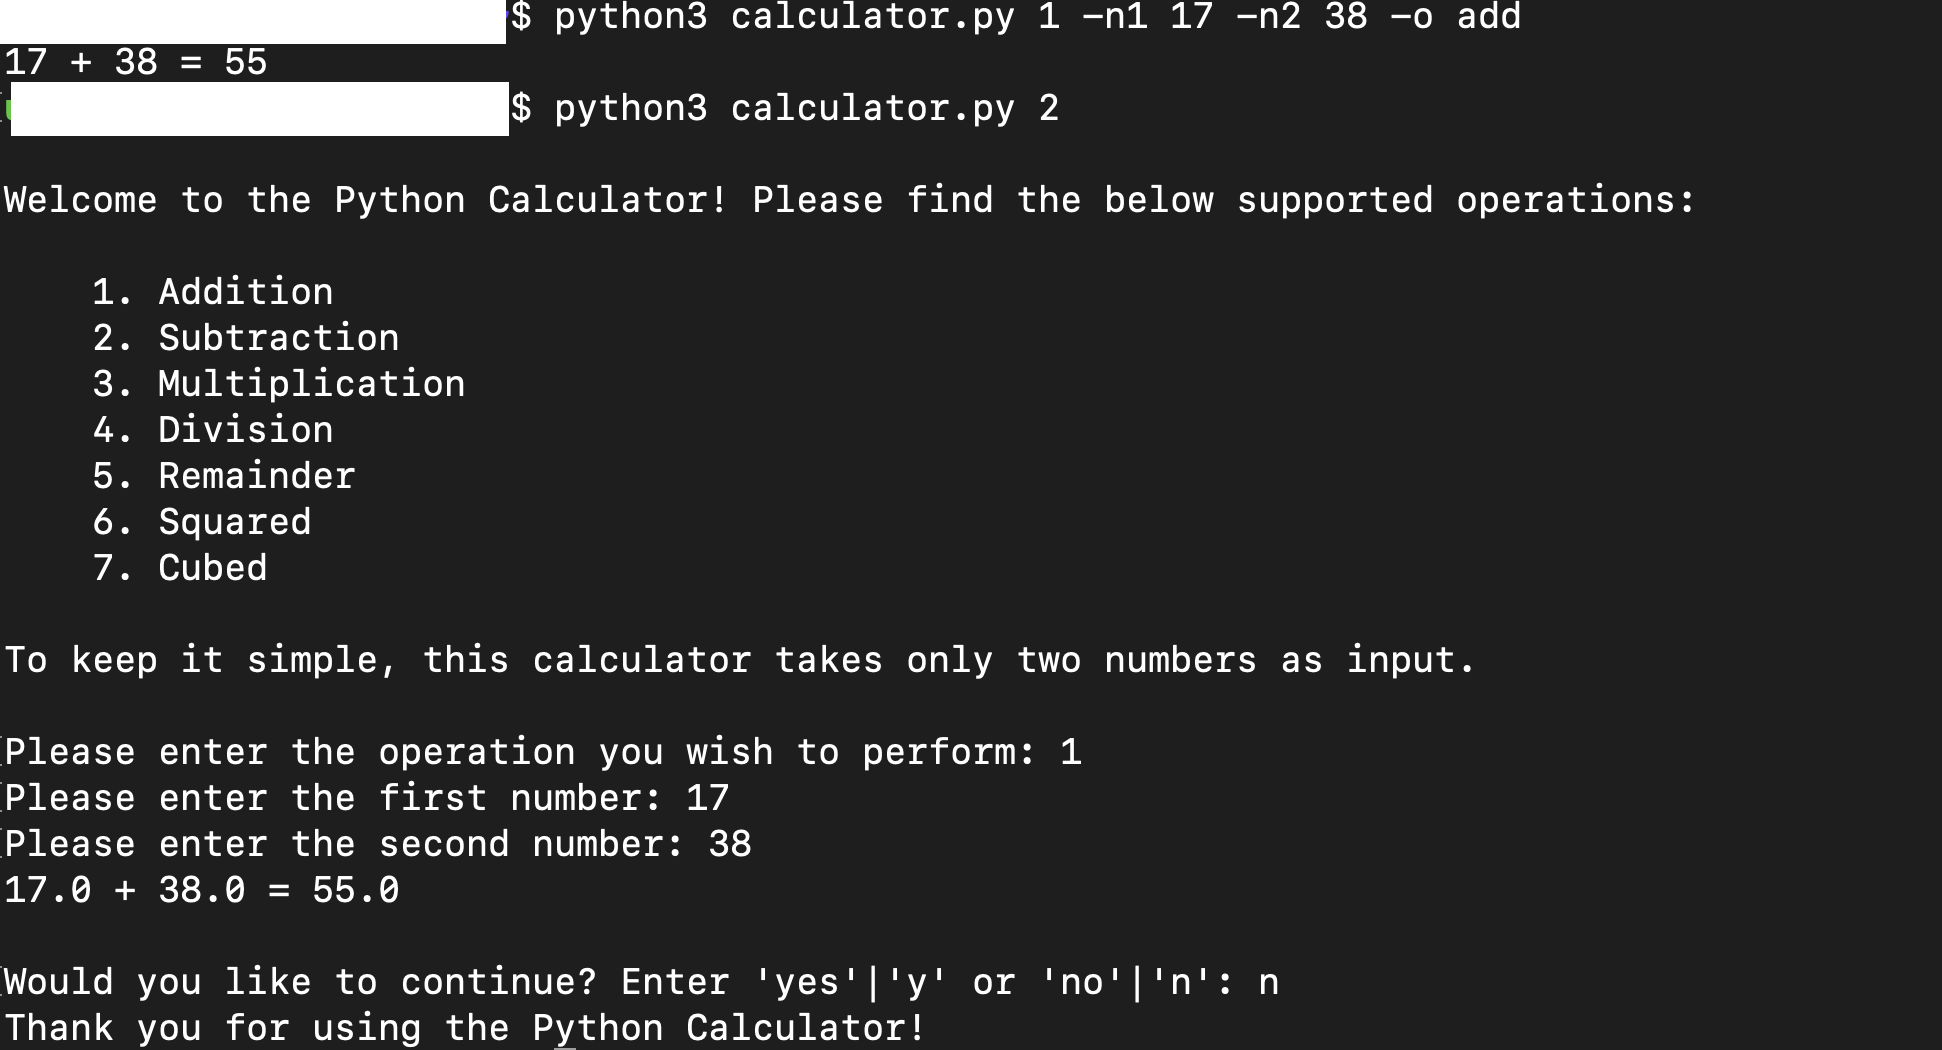 $ python3 calculator.py 1 -n1 17 -n2 38 -o add
17 + 38 = 55
$ python3 calculator.py 2
Welcome to the Python Calculator! Please find the below supported operations:
1. Addition
2. Subtraction
3. Multiplication
4. Division
5. Remainder
6. Squared
7. Cubed
To keep it simple, this calculator takes only two numbers as input.
Please enter the operation you wish to perform: 1
Please enter the first number: 17
Please enter the second number: 38
17.0 + 38.0 = 55.0
Would you like to continue? Enter 'yes'|'y' or 'no'|'n': n
Thank you for using the Python Calculator!